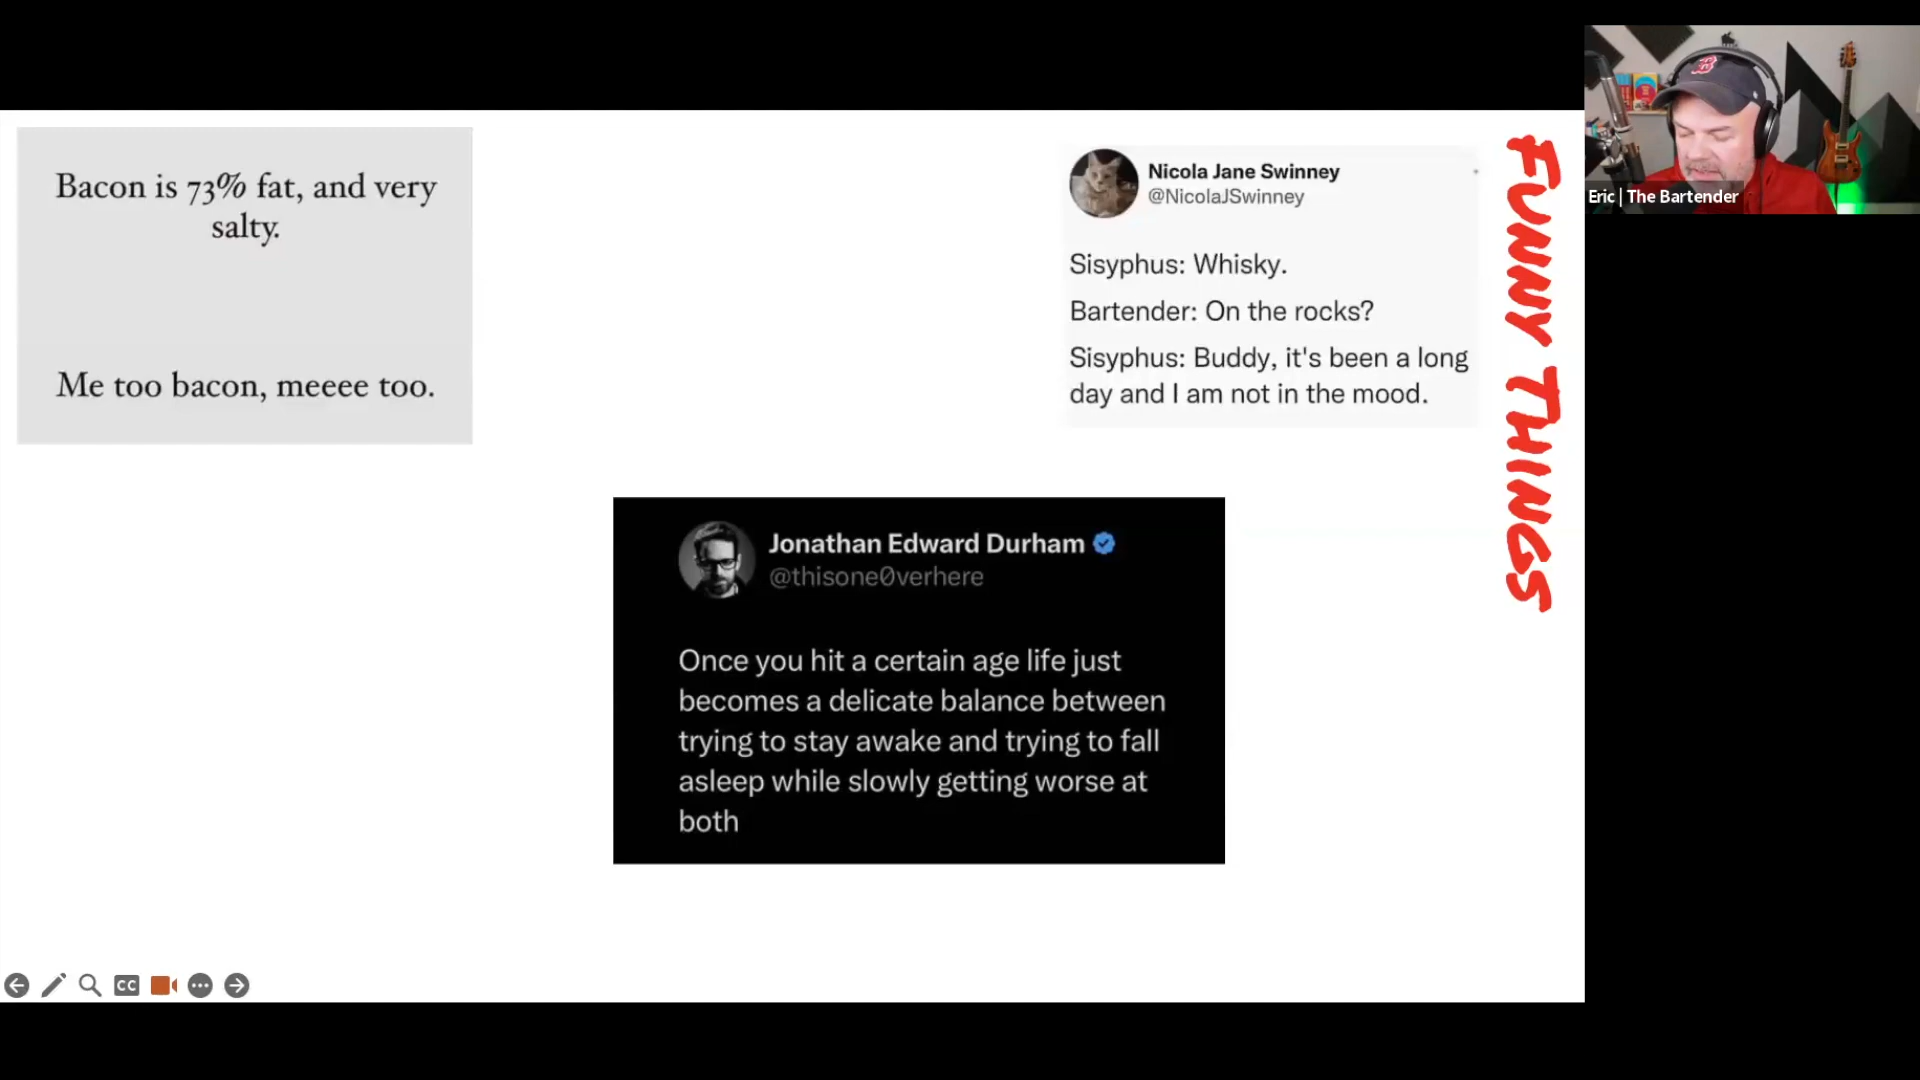 Bacon is 73% fat, and very
salty.
Me too bacon, meeee too.
Nicola Jane Swinney
@NicolaJSwinney
Sisyphus: Whisky.
Bartender: On the rocks?
Sisyphus: Buddy, it's been a long
day and I am not in the mood.
FUNNY THINGS
Jonathan Edward Durham
@thisone0verhere
Once you hit a certain age life just
becomes a delicate balance between
trying to stay awake and trying to fall
asleep while slowly getting worse at
both
CC
B
Eric | The Bartender